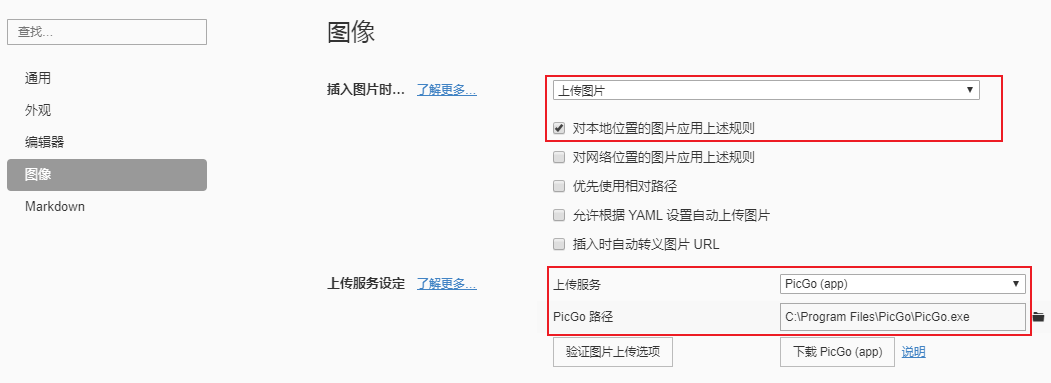 查找...
通用
外观
编辑器
图像
Markdown
图像
插入图片时... 了解更多... 上传图片
对本地位置的图片应用上述规则
对网络位置的图片应用上述规则
优先使用相对路径
允许根据 YAML 设置自动上传图片
插入时自动转义图片 URL
上传服务设定 了解更多... 上传服务 PicGo (app)
PicGo 路径 C:\Program Files\PicGo\PicGo.exe
验证图片上传选项 下载 PicGo (app) 说明